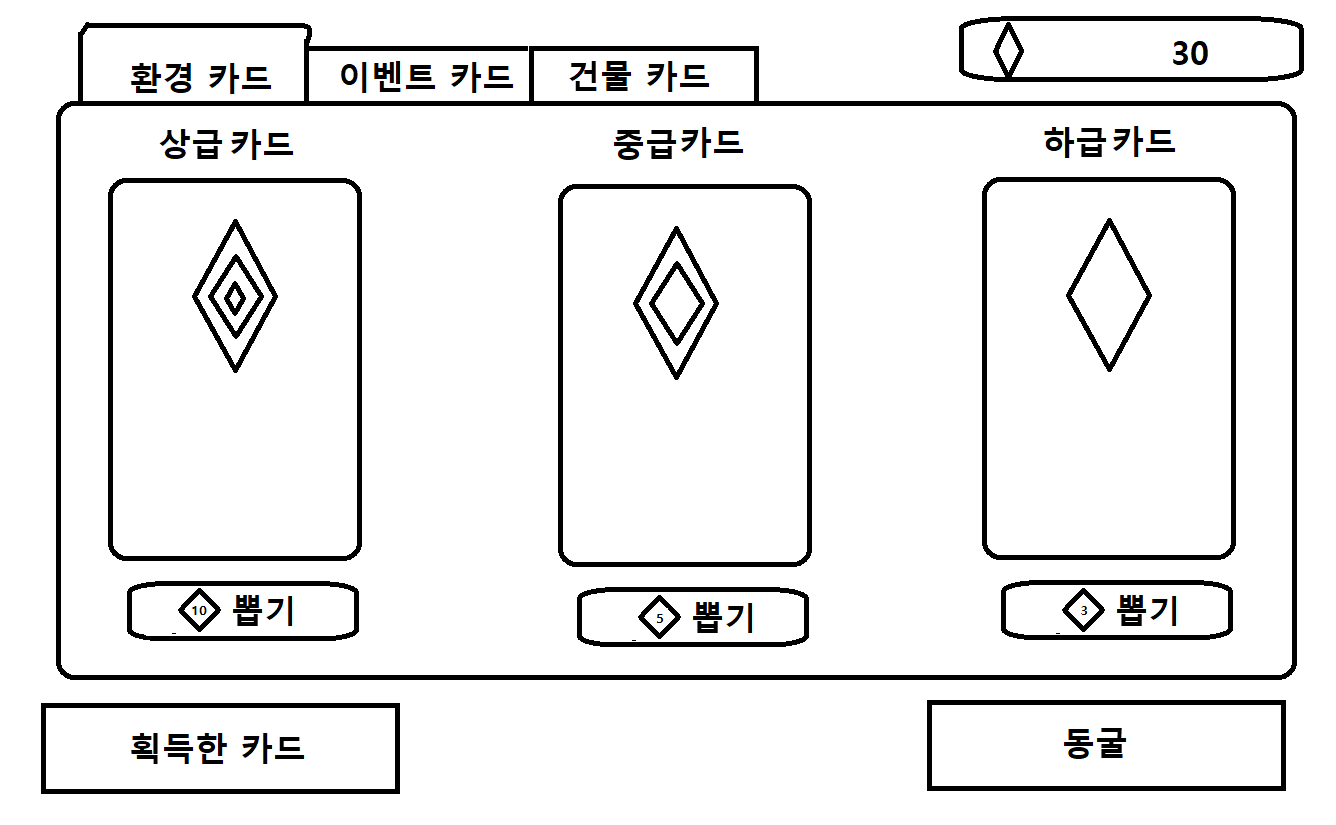 30
환경 카드
이벤트 카드
건물 카드
상급 카드
중급카드
하급카드
10 뽑기
5 뽑기
3 뽑기
획득한 카드
동굴